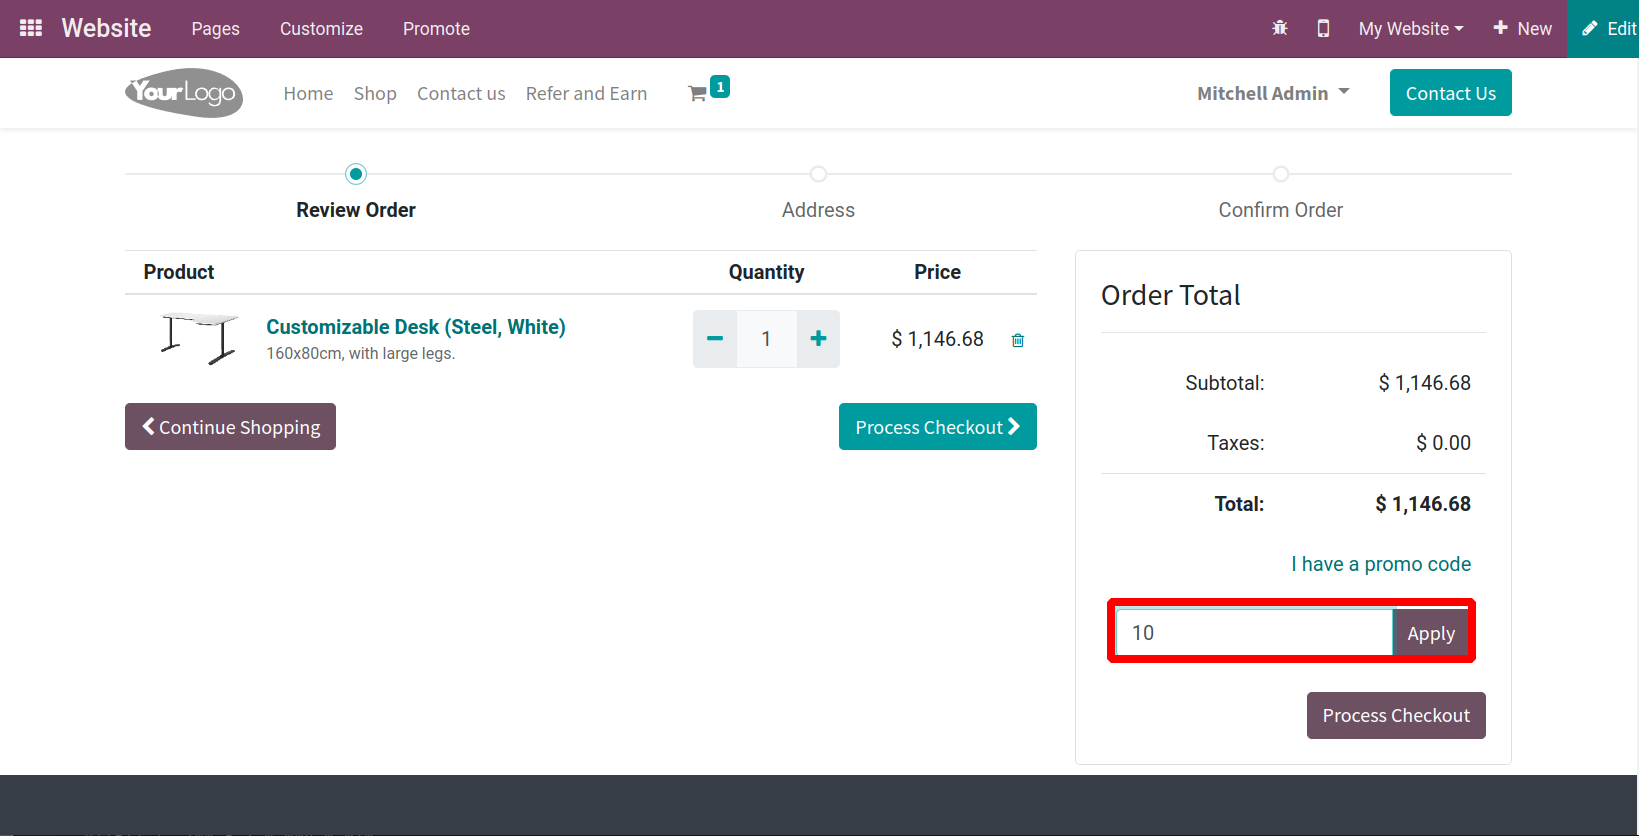 Website Pages Customize Promote My Website New Edit
YourLogo Home Shop Contact us Refer and Earn 1 Mitchell Admin Contact Us
Review Order Address Confirm Order
Product Quantity Price
Customizable Desk (Steel, White)
160x80cm, with large legs.
1 $ 1,146.68
Continue Shopping Process Checkout
Order Total
Subtotal: $ 1,146.68
Taxes: $ 0.00
Total: $ 1,146.68
I have a promo code
10 Apply
Process Checkout